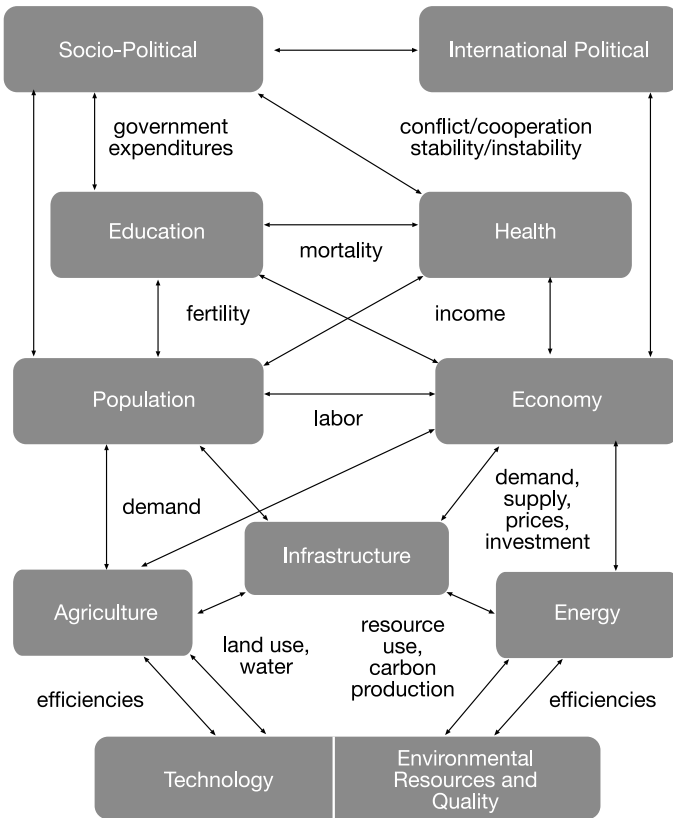 Socio-Political
International Political
government
expenditures
conflict/cooperation
stability/instability
Education
Health
mortality
fertility
income
Population
Economy
labor
demand
demand,
supply,
prices,
investment
Infrastructure
Agriculture
Energy
land use,
water
resource
use,
carbon
production
efficiencies
efficiencies
Technology
Environmental
Resources and
Quality